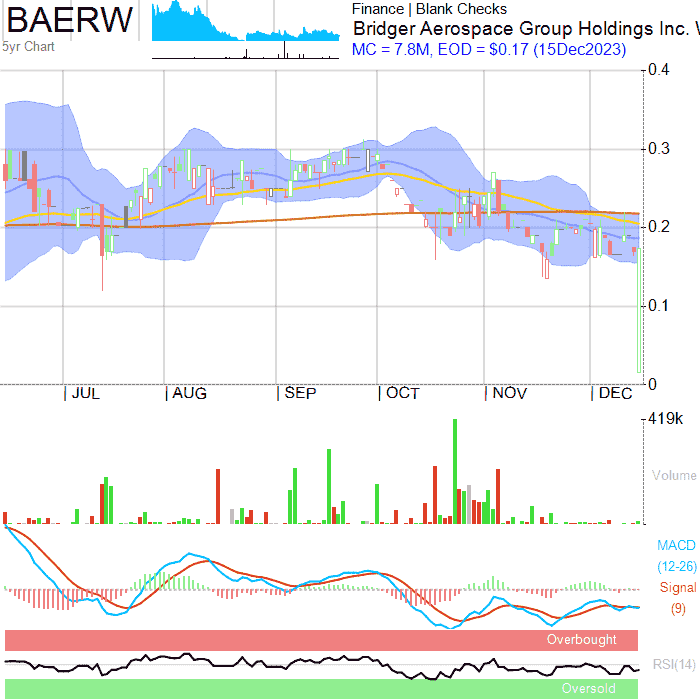 BAERW
5yr Chart
Finance | Blank Checks
Bridger Aerospace Group Holdings Inc. W
MC = 7.8M, EOD = $0.17 (15Dec2023)
0.4
0.3
0.2
0.1
0
JUL
AUG
SEP
OCT
NOV
DEC
419k
Volume
MACD
(12-26)
Signal
(9)
Overbought
RSI(14)
Oversold